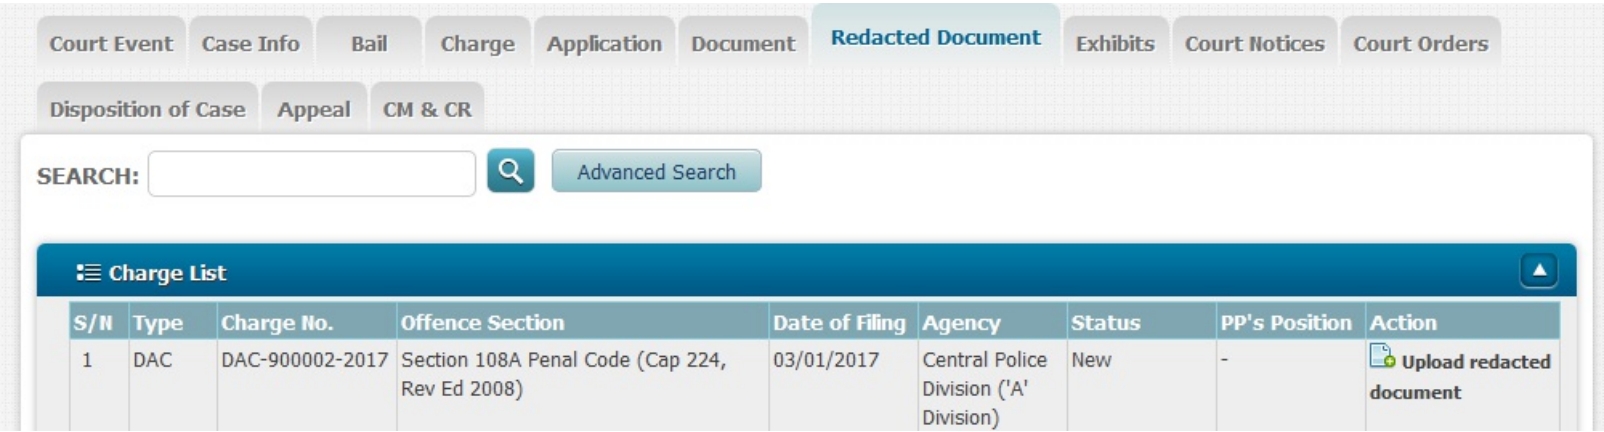 Court Event Case Info Bail Charge Application Document Redacted Document Exhibits Court Notices Court Orders
Disposition of Case Appeal CM & CR
SEARCH: Advanced Search
Charge List
S/N Type Charge No. Offence Section Date of Filing Agency Status PP's Position Action
1 DAC DAC-900002-2017 Section 108A Penal Code (Cap 224, 03/01/2017 Central Police New - Upload redacted
Rev Ed 2008) Division ('A' document
Division)